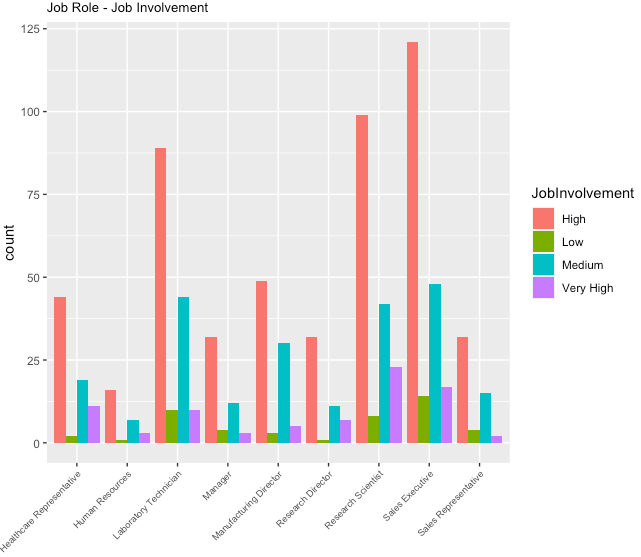 Job Role - Job Involvement
125
100
75
50
25
0
count
Healthcare Representative
Human Resources
Laboratory Technician
Manager
Manufacturing Director
Research Director
Research Scientist
Sales Executive
Sales Representative
JobInvolvement
High
Low
Medium
Very High